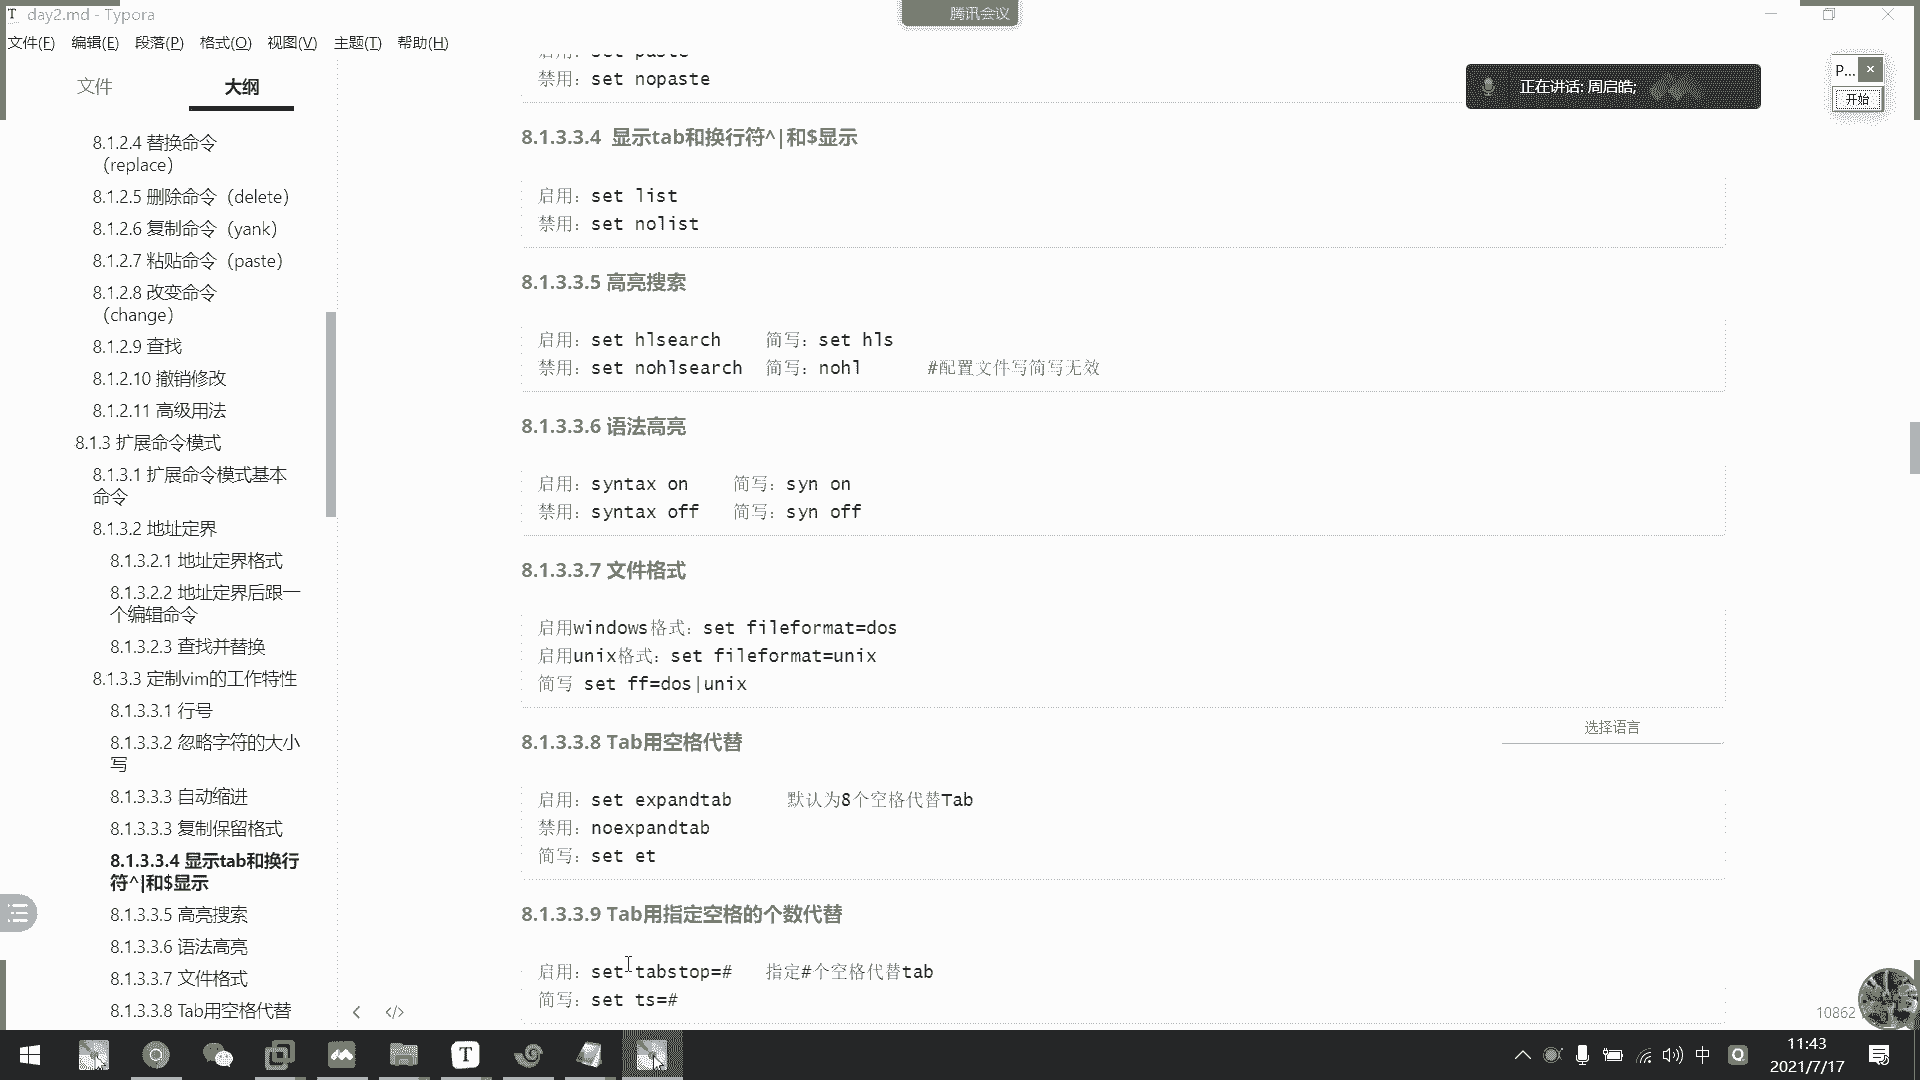 day2.md - Typora
腾讯会议
文件(F) 编辑(E) 段落(P) 格式(O) 视图(V) 主题(T) 帮助(H)
文件 大纲
8.1.2.4 替换命令
（replace）
8.1.2.5 删除命令（delete）
8.1.2.6 复制命令（yank）
8.1.2.7 粘贴命令（paste）
8.1.2.8 改变命令
（change）
8.1.2.9 查找
8.1.2.10 撤销修改
8.1.2.11 高级用法
8.1.3 扩展命令模式
8.1.3.1 扩展命令模式基本
命令
8.1.3.2 地址定界
8.1.3.2.1 地址定界格式
8.1.3.2.2 地址定界后跟一
个编辑命令
8.1.3.2.3 查找并替换
8.1.3.3 定制vim的工作特性
8.1.3.3.1 行号
8.1.3.3.2 忽略字符的大小
写
8.1.3.3.3 自动缩进
8.1.3.3.3 复制保留格式
8.1.3.3.4 显示tab和换行
符^|和$显示
8.1.3.3.5 高亮搜索
8.1.3.3.6 语法高亮
8.1.3.3.7 文件格式
8.1.3.3.8 Tab用空格代替
启用：set paste
禁用：set nopaste
8.1.3.3.4 显示tab和换行符^|和$显示
启用：set list
禁用：set nolist
8.1.3.3.5 高亮搜索
启用：set hlsearch 简写：set hls
禁用：set nohlsearch 简写：nohl #配置文件写简写无效
8.1.3.3.6 语法高亮
启用：syntax on 简写：syn on
禁用：syntax off 简写：syn off
8.1.3.3.7 文件格式
启用windows格式：set fileformat=dos
启用unix格式：set fileformat=unix
简写 set ff=dos|unix
选择语言
8.1.3.3.8 Tab用空格代替
启用：set expandtab 默认为8个空格代替Tab
禁用：noexpandtab
简写：set et
8.1.3.3.9 Tab用指定空格的个数代替
启用：set tabstop=# 指定#个空格代替tab
简写：set ts=#
正在讲话: 周启皓;
P...
开始
10862
中
11:43
2021/7/17